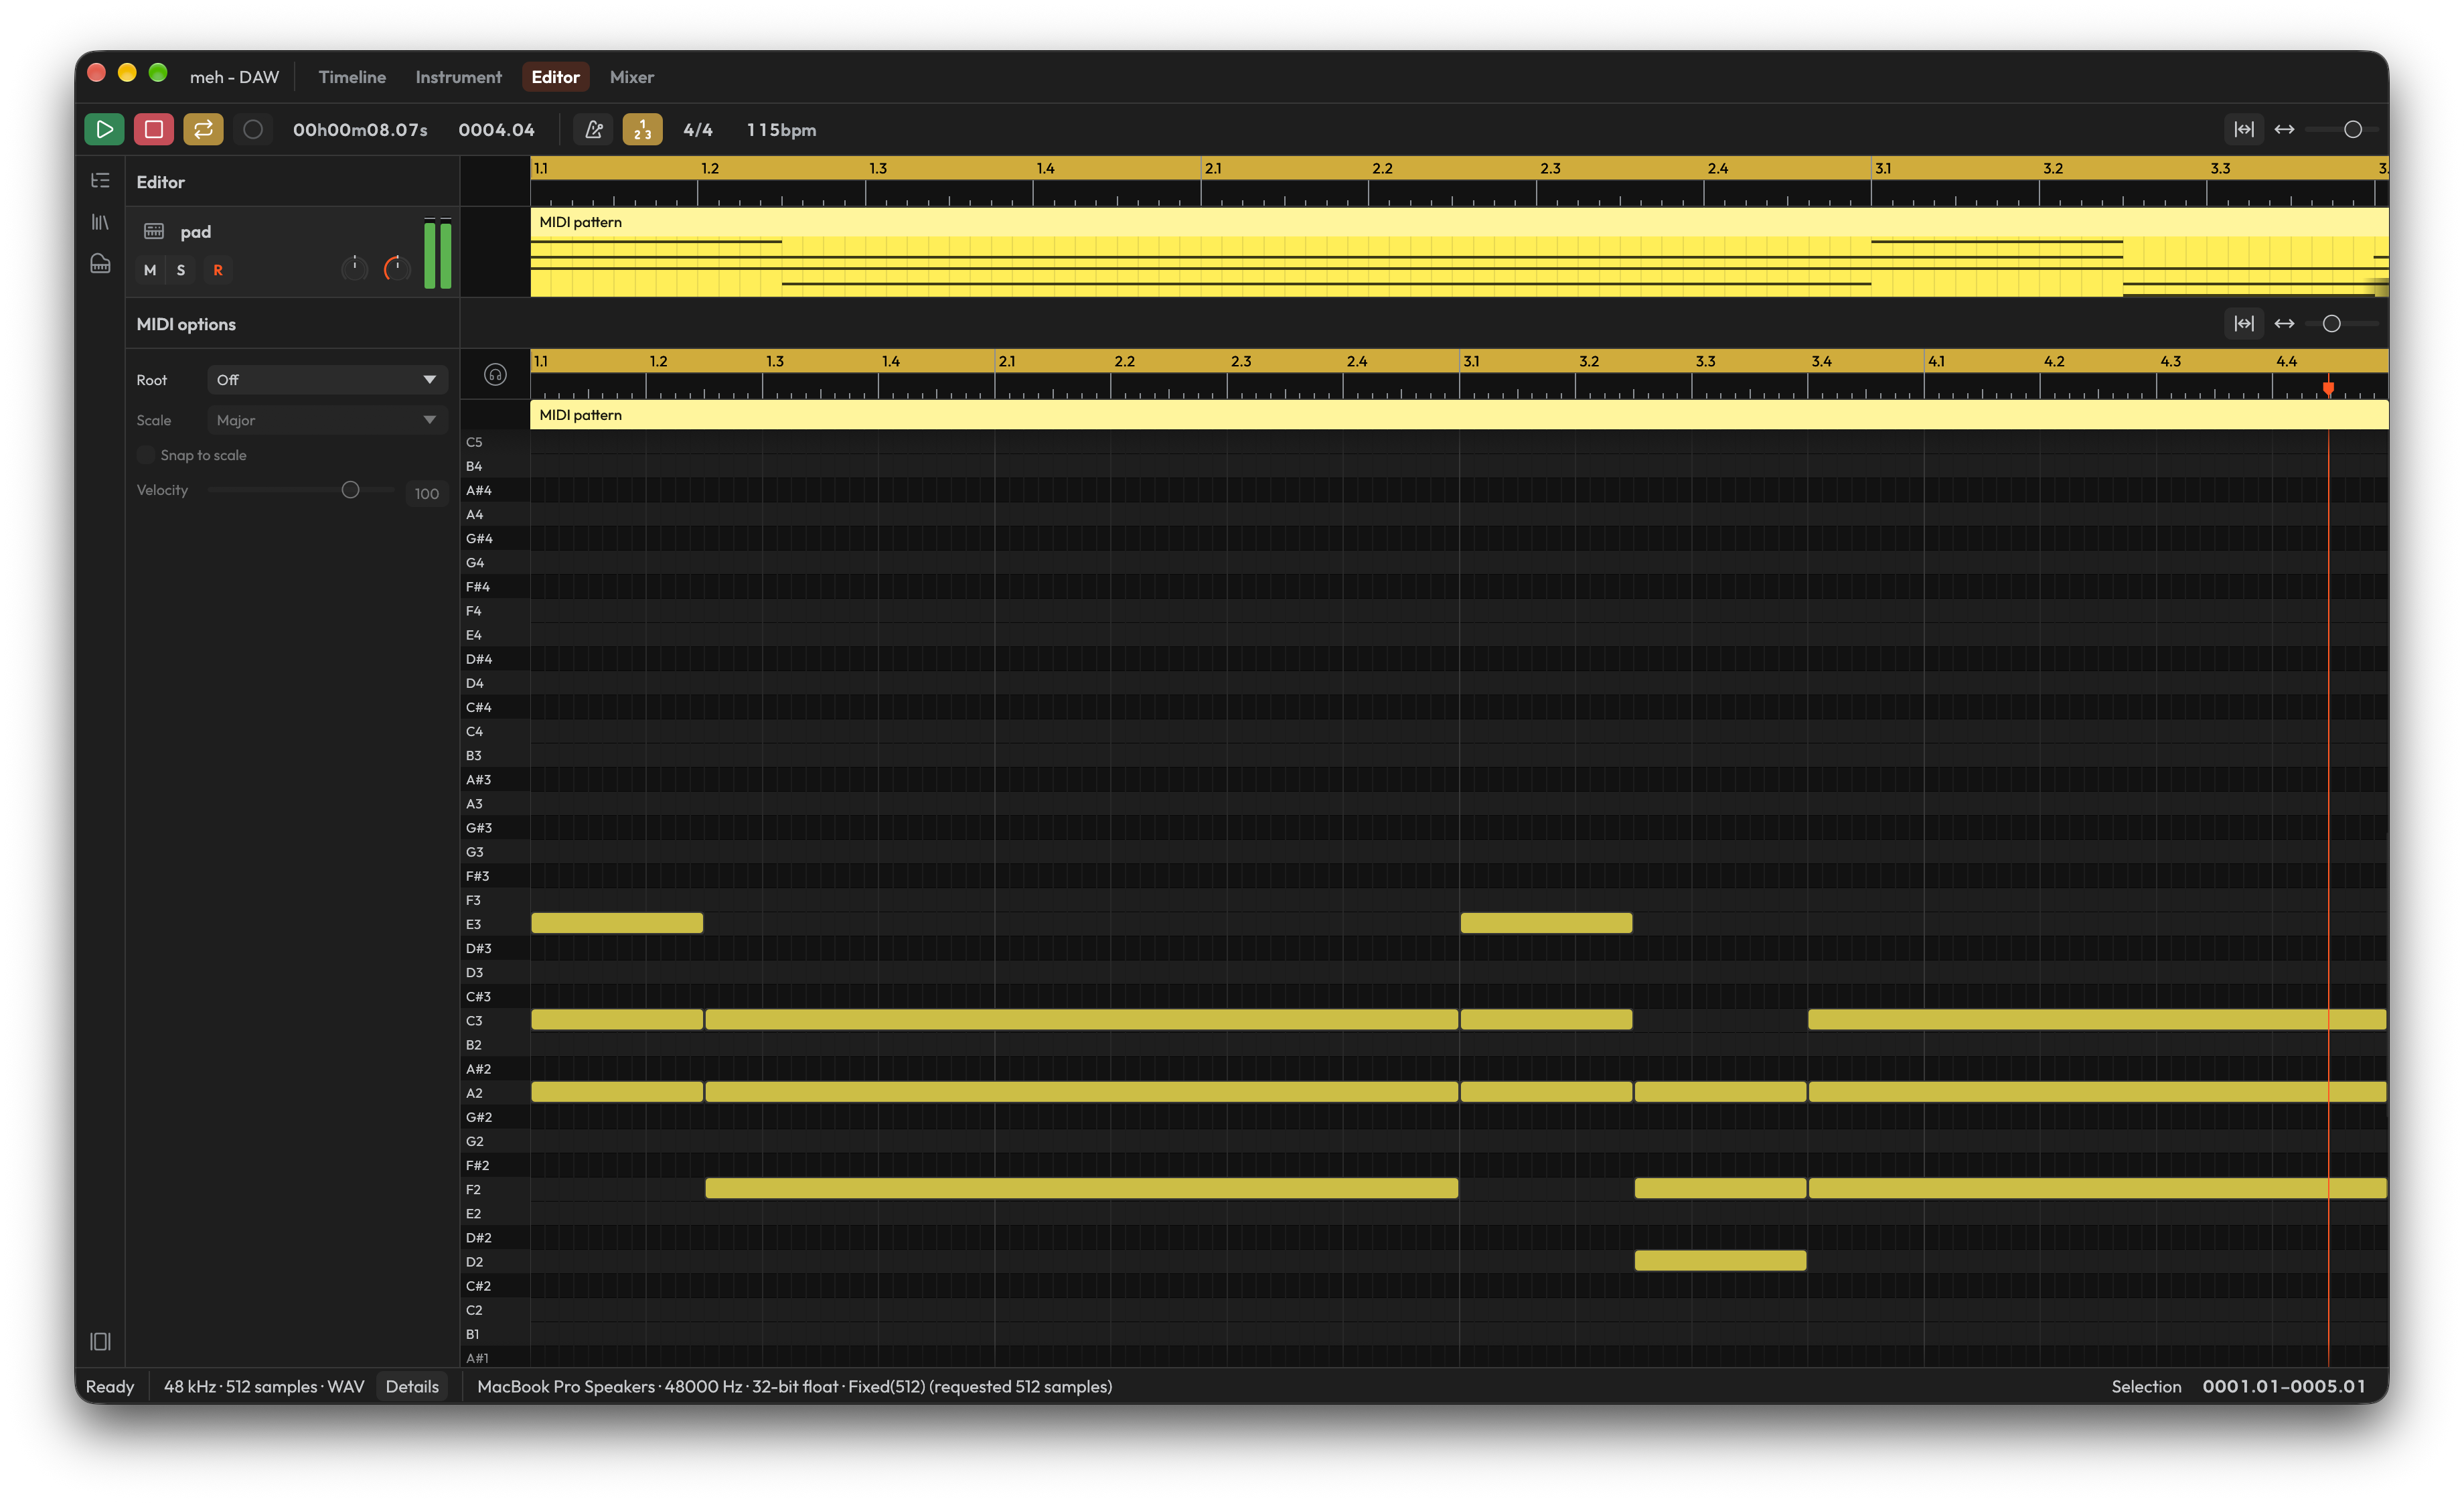 meh - DAW Timeline Instrument Editor Mixer
00h00m08.07s 0004.04 1 2 3 4/4 115bpm
Editor
1.1 1.2 1.3 1.4 2.1 2.2 2.3 2.4 3.1 3.2 3.3 3.
pad
M S R
MIDI pattern
MIDI options
1.1 1.2 1.3 1.4 2.1 2.2 2.3 2.4 3.1 3.2 3.3 3.4 4.1 4.2 4.3 4.4
Root Off
Scale Major
Snap to scale
Velocity 100
MIDI pattern
C5
B4
A#4
A4
G#4
G4
F#4
F4
E4
D#4
D4
C#4
C4
B3
A#3
A3
G#3
G3
F#3
F3
E3
D#3
D3
C#3
C3
B2
A#2
A2
G#2
G2
F#2
F2
E2
D#2
D2
C#2
C2
B1
A#1
Ready 48 kHz · 512 samples · WAV Details MacBook Pro Speakers · 48000 Hz · 32-bit float · Fixed(512) (requested 512 samples) Selection 0001.01–0005.01